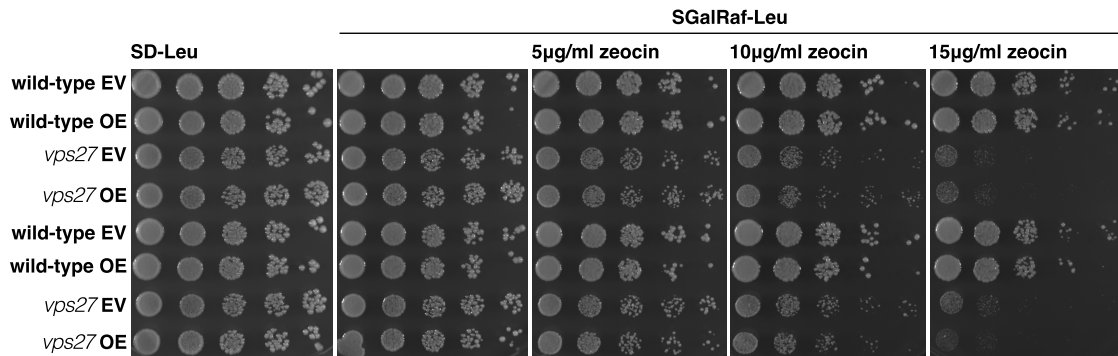 SGalRaf-Leu
SD-Leu
5µg/ml zeocin
10µg/ml zeocin
15µg/ml zeocin
wild-type EV
wild-type OE
vps27 EV
vps27 OE
wild-type EV
wild-type OE
vps27 EV
vps27 OE